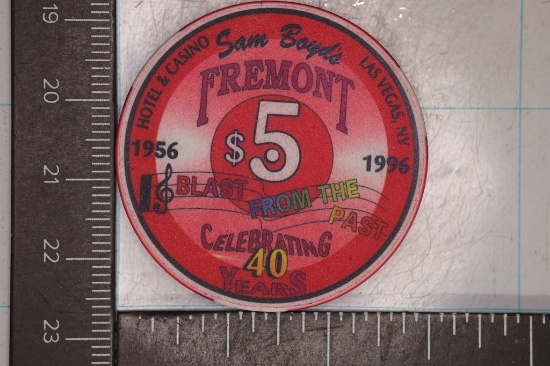 19
20
21
22
23
HOTEL & CASINO
Sam Boyd's
FREMONT
LAS VEGAS, NV
$5
1956
1996
BLAST
FROM THE
PAST
CELEBRATING
40
YEARS